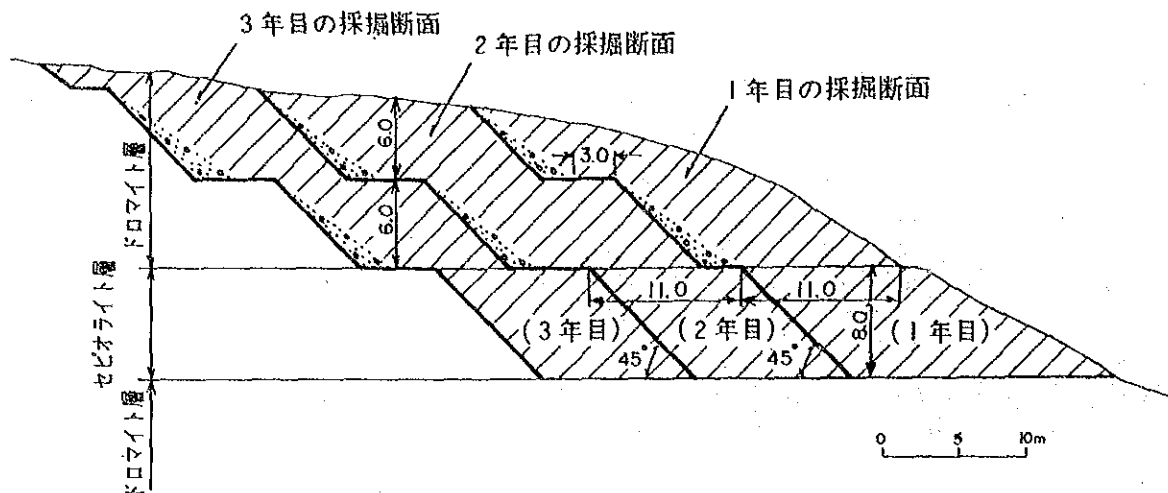 3年目の採掘断面
2年目の採掘断面
1年目の採掘断面
6.0
3.0
6.0
ドロマイト層
11.0
11.0
8.0
(3年目)
(2年目)
(1年目)
45°
45°
セピオライト層
ドロマイト層
0 5 10m